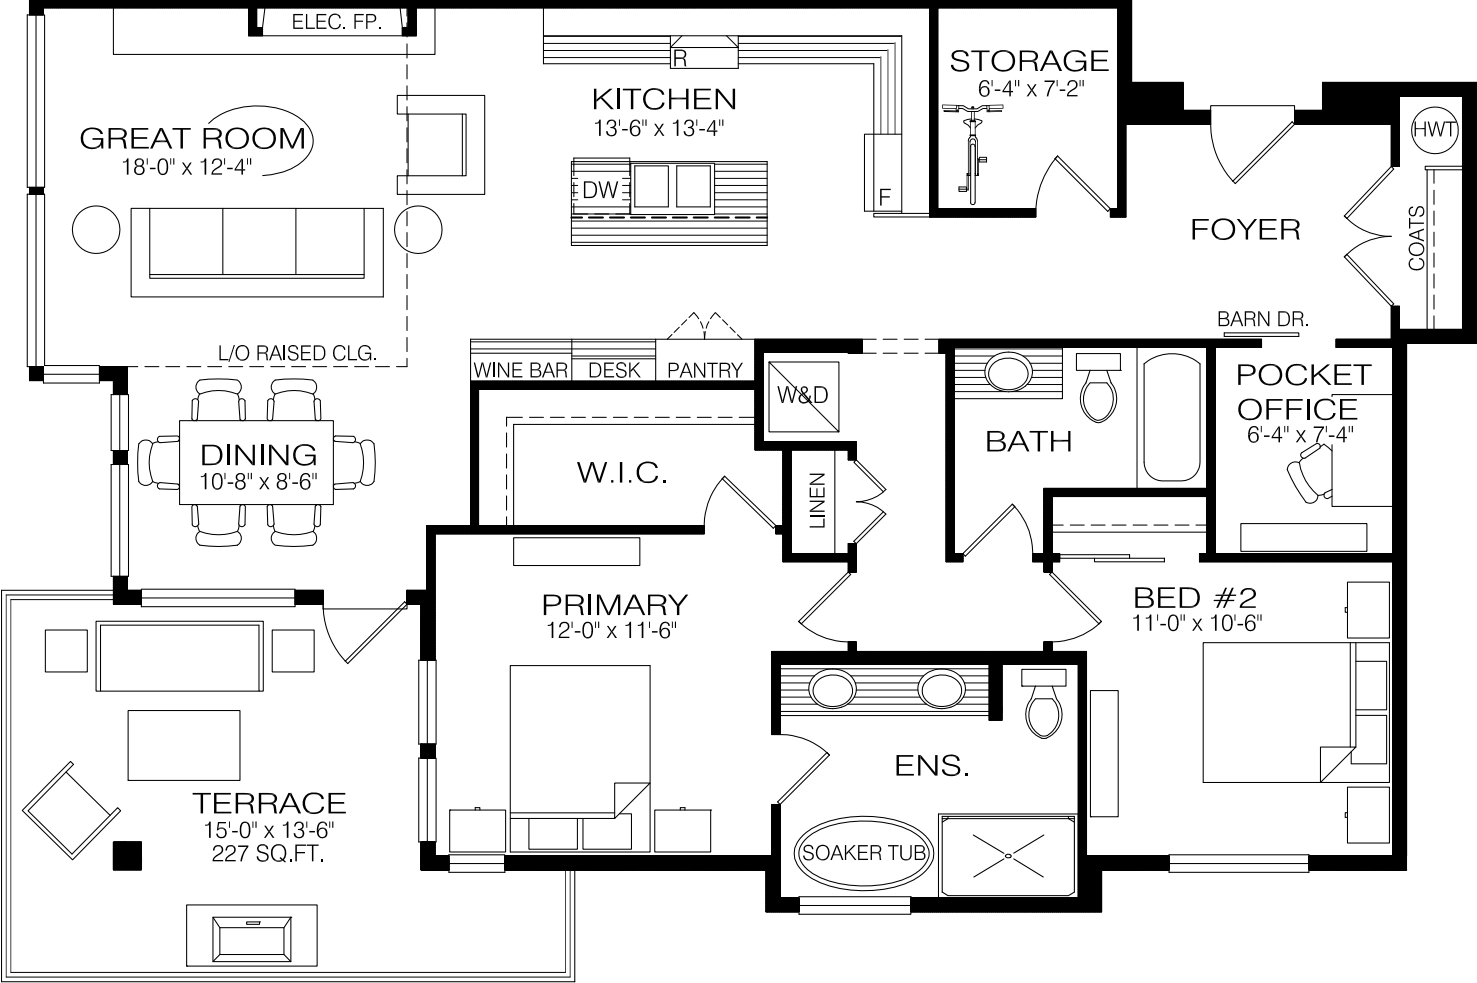 ELEC. FP.
R
STORAGE
6'-4" x 7'-2"
KITCHEN
13'-6" x 13'-4"
GREAT ROOM
18'-0" x 12'-4"
HWT
DW
F
FOYER
COATS
BARN DR.
L/O RAISED CLG.
WINE BAR
DESK
PANTRY
W&D
POCKET
OFFICE
6'-4" x 7'-4"
BATH
DINING
10'-8" x 8'-6"
W.I.C.
LINEN
PRIMARY
12'-0" x 11'-6"
BED #2
11'-0" x 10'-6"
ENS.
TERRACE
15'-0" x 13'-6"
227 SQ.FT.
SOAKER TUB